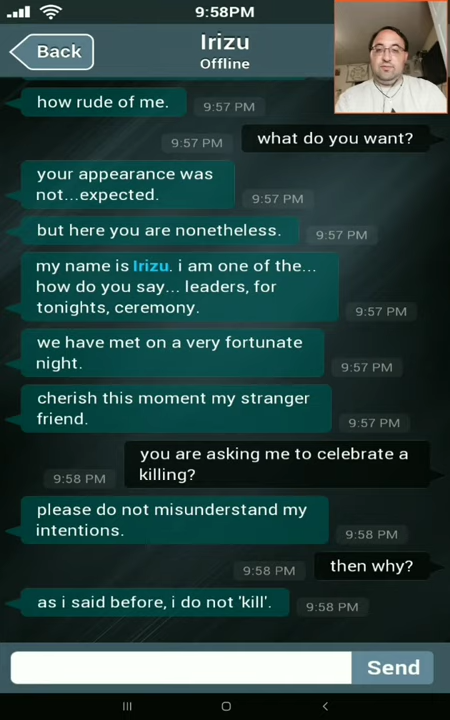 9:58PM
Back
Irizu
Offline
how rude of me.
9:57 PM
9:57 PM
what do you want?
your appearance was
not...expected.
9:57 PM
but here you are nonetheless.
9:57 PM
my name is Irizu. i am one of the...
how do you say... leaders, for
tonights, ceremony.
9:57 PM
we have met on a very fortunate
night.
9:57 PM
cherish this moment my stranger
friend.
9:57 PM
you are asking me to celebrate a
killing?
9:58 PM
please do not misunderstand my
intentions.
9:58 PM
9:58 PM
then why?
as i said before, i do not 'kill'.
9:58 PM
Send